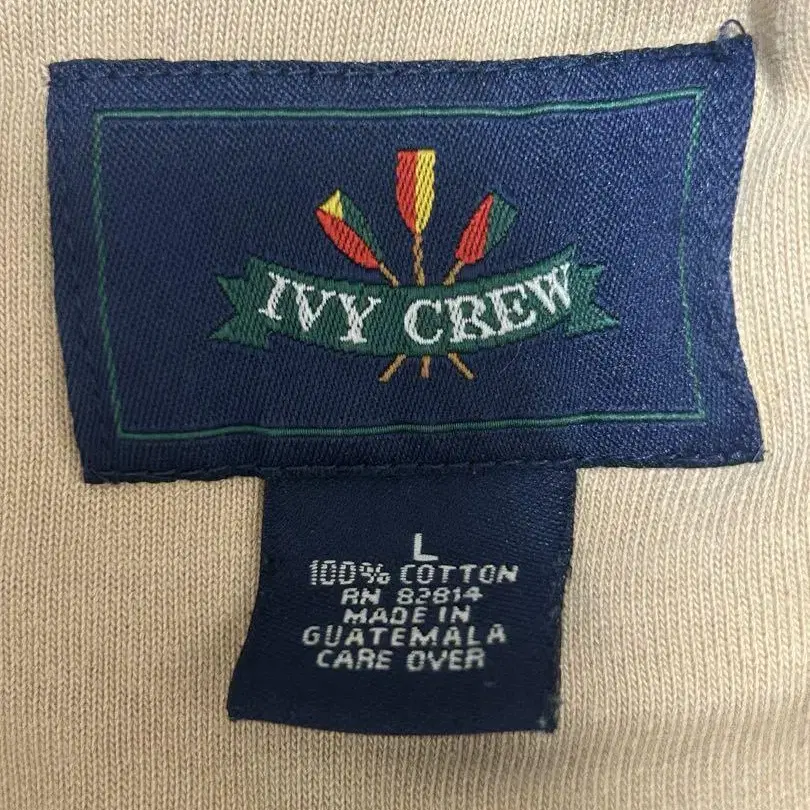 IVY CREW
L
100% COTTON
RN 82814
MADE IN
GUATEMALA
CARE OVER